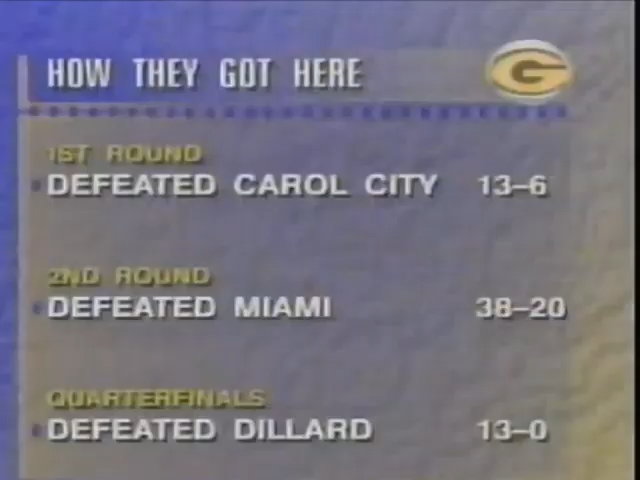 HOW THEY GOT HERE
G
1ST ROUND
DEFEATED CAROL CITY 13–6
2ND ROUND
DEFEATED MIAMI 38–20
QUARTERFINALS
DEFEATED DILLARD 13–0